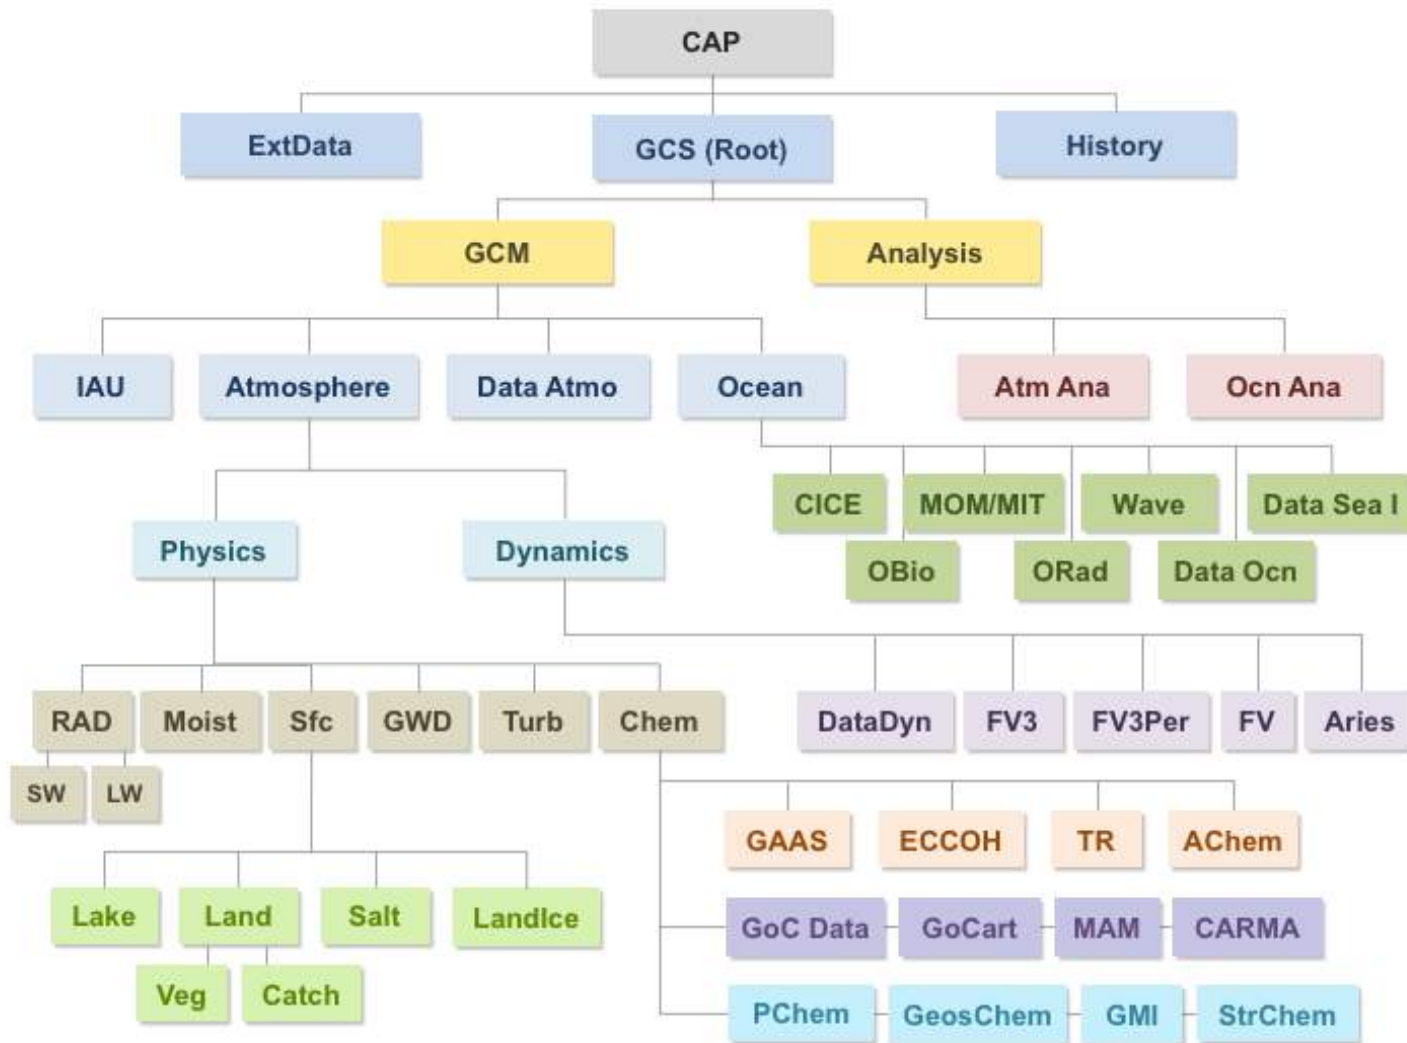 CAP
ExtData
GCS (Root)
History
GCM
Analysis
IAU
Atmosphere
Data Atmo
Ocean
Atm Ana
Ocn Ana
CICE
MOM/MIT
Wave
Data Sea I
OBio
ORad
Data Ocn
Physics
Dynamics
RAD
Moist
Sfc
GWD
Turb
Chem
DataDyn
FV3
FV3Per
FV
Aries
SW
LW
GAAS
ECCOH
TR
AChem
Lake
Land
Salt
LandIce
GoC Data
GoCart
MAM
CARMA
Veg
Catch
PChem
GeosChem
GMI
StrChem